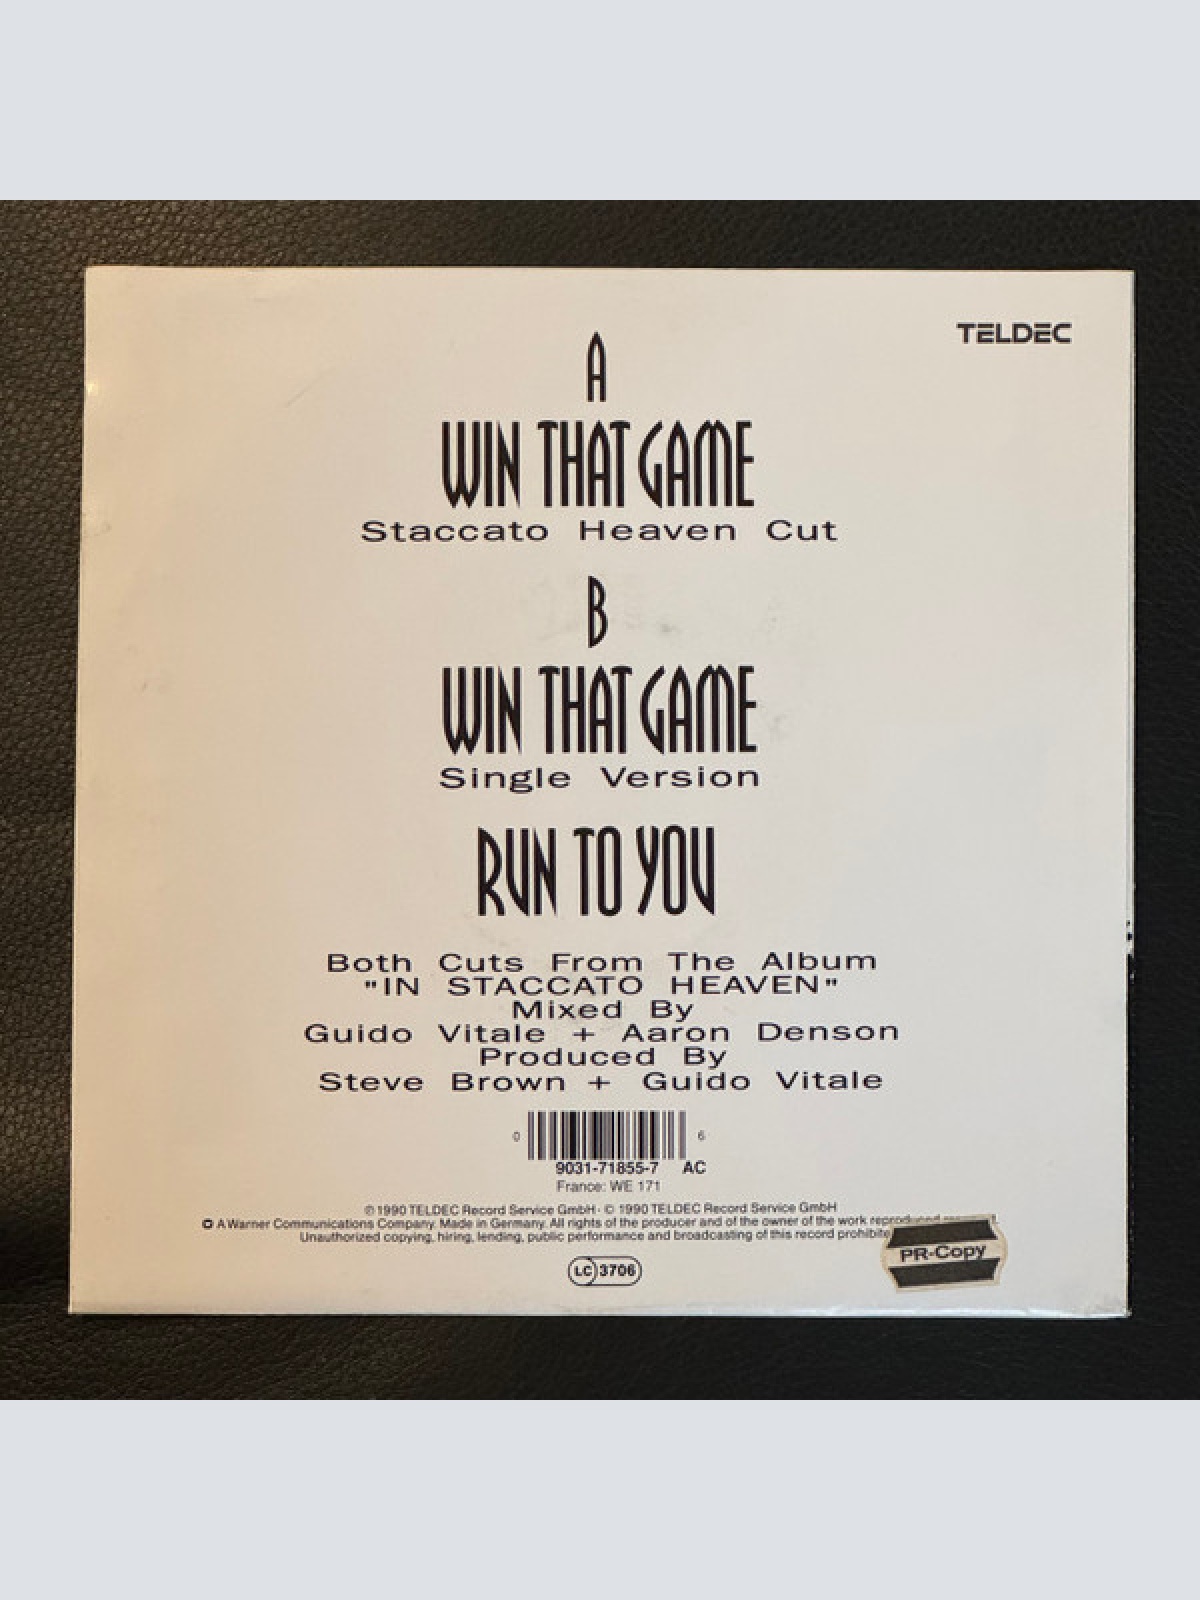 TELDEC
A
WIN THAT GAME
Staccato Heaven Cut
B
WIN THAT GAME
Single Version
RUN TO YOU
Both Cuts From The Album
"IN STACCATO HEAVEN"
Mixed By
Guido Vitale + Aaron Denson
Produced By
Steve Brown + Guido Vitale
0 6
9031-71855-7 AC
France: WE 171
℗ 1990 TELDEC Record Service GmbH · © 1990 TELDEC Record Service GmbH
A Warner Communications Company. Made in Germany. All rights of the producer and of the owner of the work reproduced
Unauthorized copying, hiring, lending, public performance and broadcasting of this record prohibite
PR-Copy
LC 3706